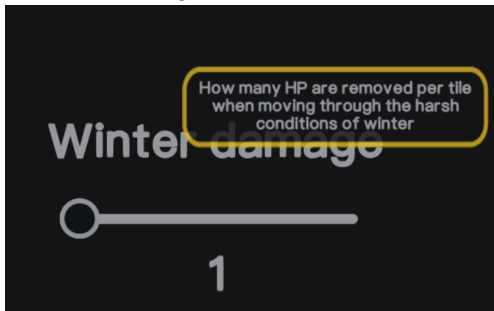 How many HP are removed per tile
when moving through the harsh
conditions of winter
Winter damage
1